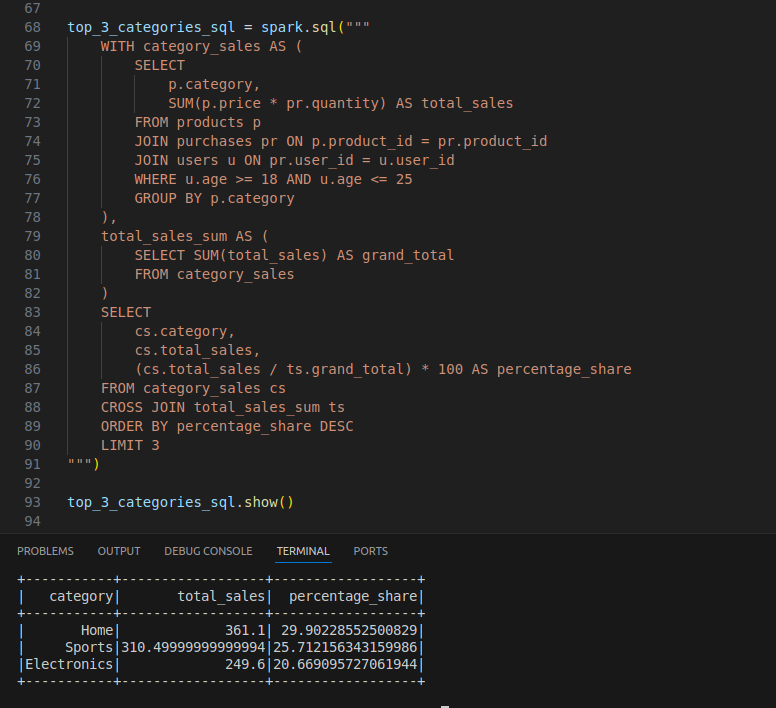 67
68 top_3_categories_sql = spark.sql("""
69     WITH category_sales AS (
70         SELECT
71             p.category,
72             SUM(p.price * pr.quantity) AS total_sales
73         FROM products p
74         JOIN purchases pr ON p.product_id = pr.product_id
75         JOIN users u ON pr.user_id = u.user_id
76         WHERE u.age >= 18 AND u.age <= 25
77         GROUP BY p.category
78     ),
79     total_sales_sum AS (
80         SELECT SUM(total_sales) AS grand_total
81         FROM category_sales
82     )
83     SELECT
84         cs.category,
85         cs.total_sales,
86         (cs.total_sales / ts.grand_total) * 100 AS percentage_share
87     FROM category_sales cs
88     CROSS JOIN total_sales_sum ts
89     ORDER BY percentage_share DESC
90     LIMIT 3
91 """)
92
93 top_3_categories_sql.show()
94
PROBLEMS OUTPUT DEBUG CONSOLE TERMINAL PORTS
+-----------+------------------+------------------+
|   category|       total_sales|  percentage_share|
+-----------+------------------+------------------+
|       Home|             361.1| 29.90228552500829|
|     Sports|310.49999999999994|25.712156343159986|
|Electronics|             249.6|20.669095727061944|
+-----------+------------------+------------------+